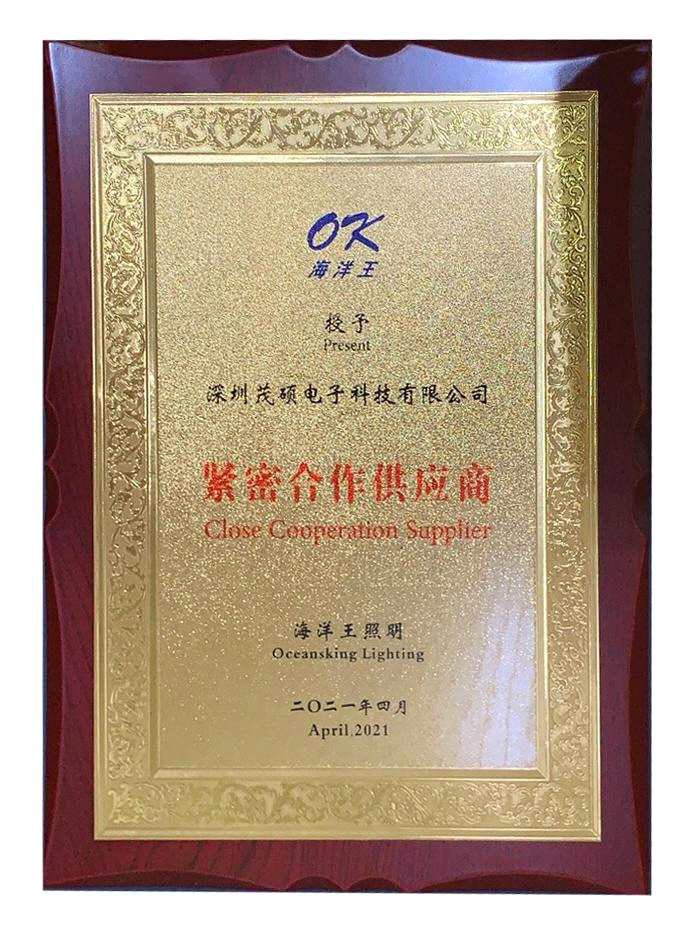 OK
海洋王
授予
Present
深圳茂硕电子科技有限公司
紧密合作供应商
Close Cooperation Supplier
海洋王照明
Oceansking Lighting
二〇二一年四月
April,2021